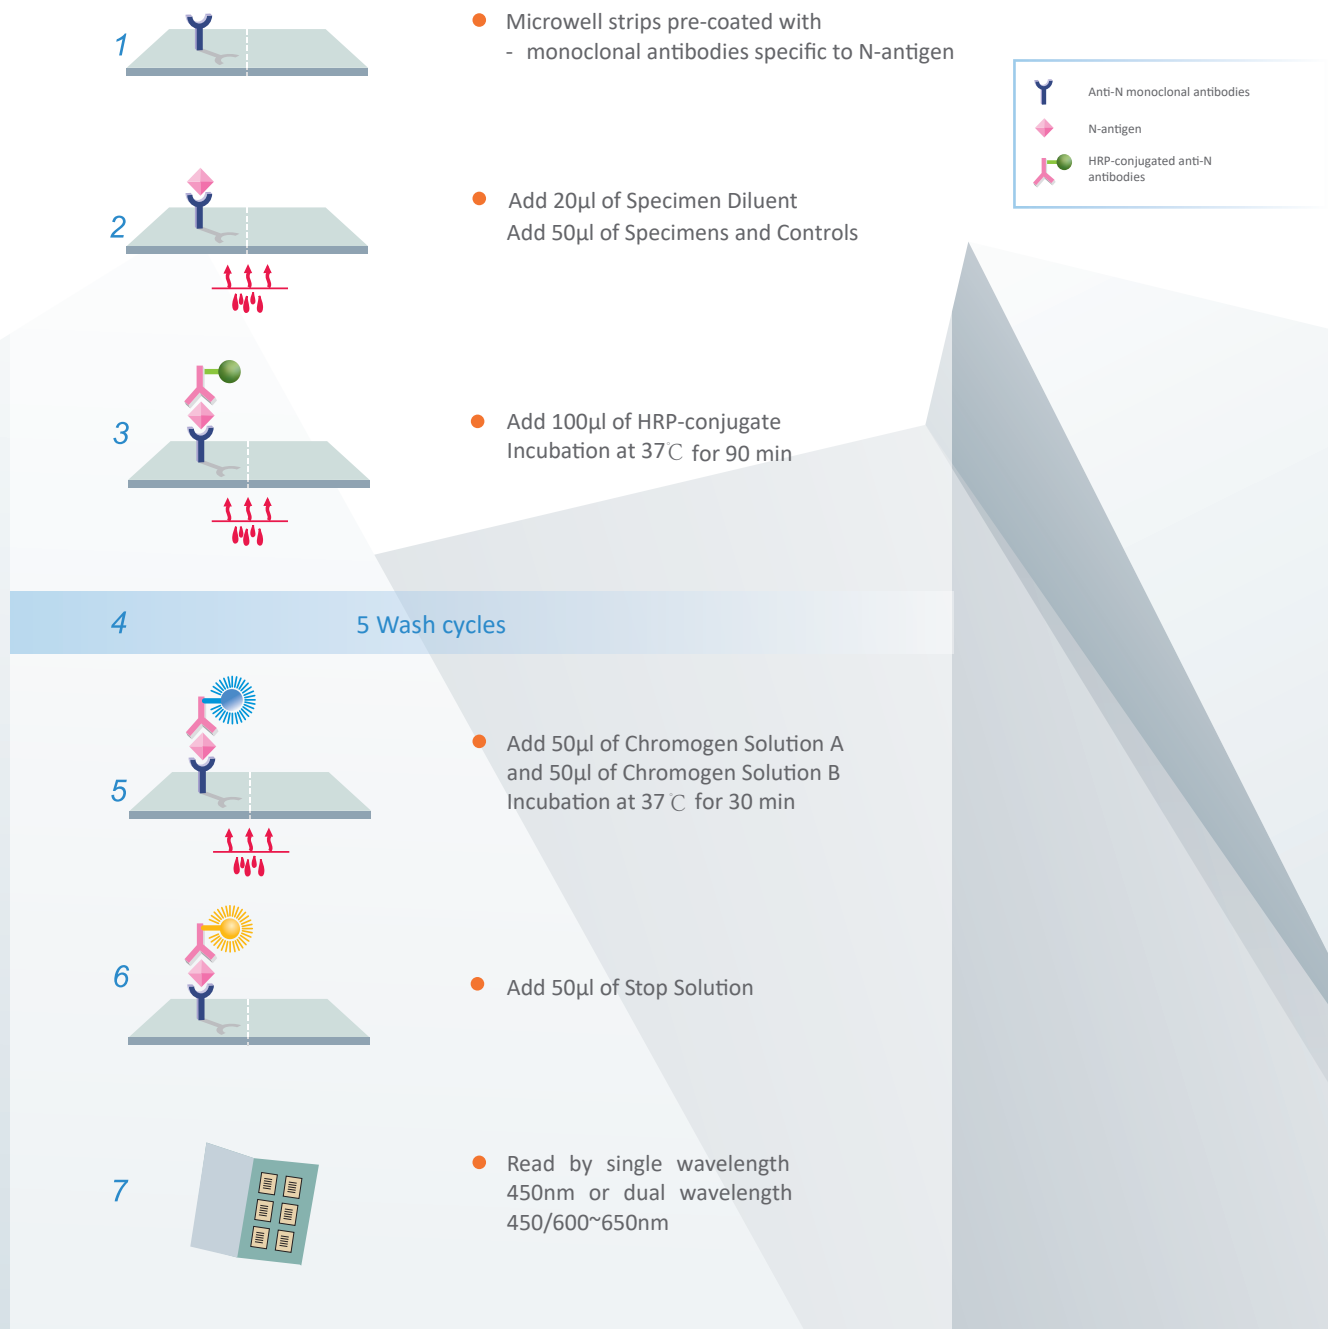 1
Microwell strips pre-coated with
- monoclonal antibodies specific to N-antigen
Anti-N monoclonal antibodies
N-antigen
HRP-conjugated anti-N
antibodies
2
Add 20µl of Specimen Diluent
Add 50µl of Specimens and Controls
3
Add 100µl of HRP-conjugate
Incubation at 37℃ for 90 min
4
5 Wash cycles
5
Add 50µl of Chromogen Solution A
and 50µl of Chromogen Solution B
Incubation at 37℃ for 30 min
6
Add 50µl of Stop Solution
7
Read by single wavelength
450nm or dual wavelength
450/600~650nm